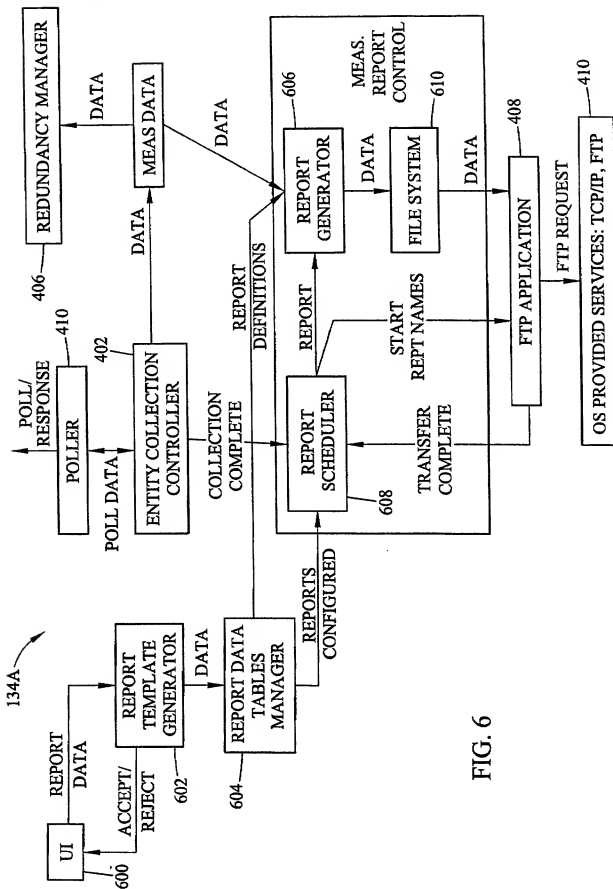 134A
UI
600
REPORT
DATA
ACCEPT/
REJECT
REPORT
TEMPLATE
GENERATOR
602
DATA
REPORT DATA
TABLES
MANAGER
604
REPORTS
CONFIGURED
REPORT
DEFINITIONS
POLL/
RESPONSE
POLLER
410
POLL DATA
ENTITY COLLECTION
CONTROLLER
402
COLLECTION
COMPLETE
DATA
MEAS DATA
DATA
REDUNDANCY MANAGER
406
DATA
MEAS.
REPORT
CONTROL
REPORT
SCHEDULER
608
REPORT
REPORT
GENERATOR
606
DATA
FILE SYSTEM
610
DATA
START
REPT NAMES
TRANSFER
COMPLETE
FTP APPLICATION
408
FTP REQUEST
OS PROVIDED SERVICES: TCP/IP, FTP
410
FIG. 6